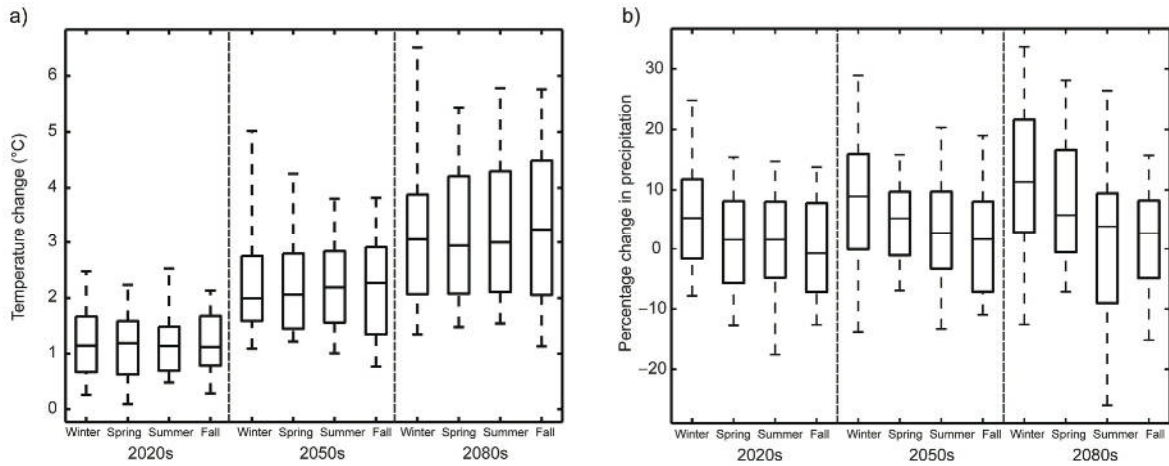 a)
Temperature change (°C)
6
5
4
3
2
1
0
Winter Spring Summer Fall Winter Spring Summer Fall Winter Spring Summer Fall
2020s 2050s 2080s
b)
Percentage change in precipitation
30
20
10
0
−10
−20
Winter Spring Summer Fall Winter Spring Summer Fall Winter Spring Summer Fall
2020s 2050s 2080s